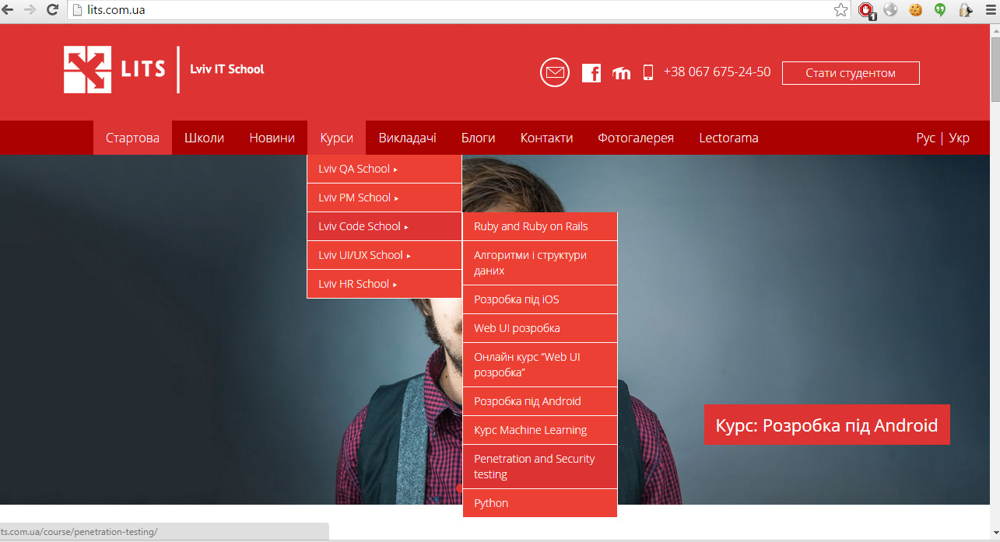 lits.com.ua
1
LITS
Lviv IT School
+38 067 675-24-50
Стати студентом
Стартова
Школи
Новини
Курси
Викладачі
Блоги
Контакти
Фотогалерея
Lectorama
Рус | Укр
Lviv QA School ▸
Lviv PM School ▸
Lviv Code School ▸
Lviv UI/UX School ▸
Lviv HR School ▸
Ruby and Ruby on Rails
Алгоритми і структури
даних
Розробка під iOS
Web UI розробка
Онлайн курс “Web UI
розробка”
Розробка під Android
Курс Machine Learning
Penetration and Security
testing
Python
Курс: Розробка під Android
its.com.ua/course/penetration-testing/